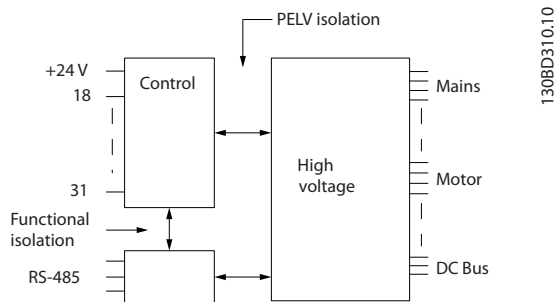 PELV isolation
+24 V
18
31
Control
High
voltage
Mains
Motor
DC Bus
Functional
isolation
RS-485
130BD310.10